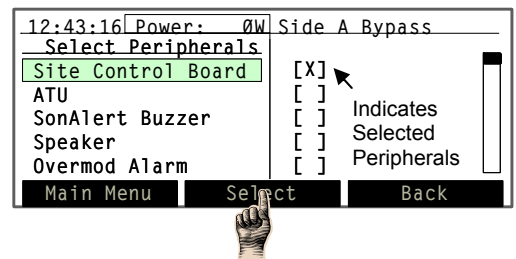 12:43:16 Power: 0W Side A Bypass
Select Peripherals
Site Control Board [X]
ATU [ ]
SonAlert Buzzer [ ]
Speaker [ ]
Overmod Alarm [ ]
Indicates
Selected
Peripherals
Main Menu Select Back